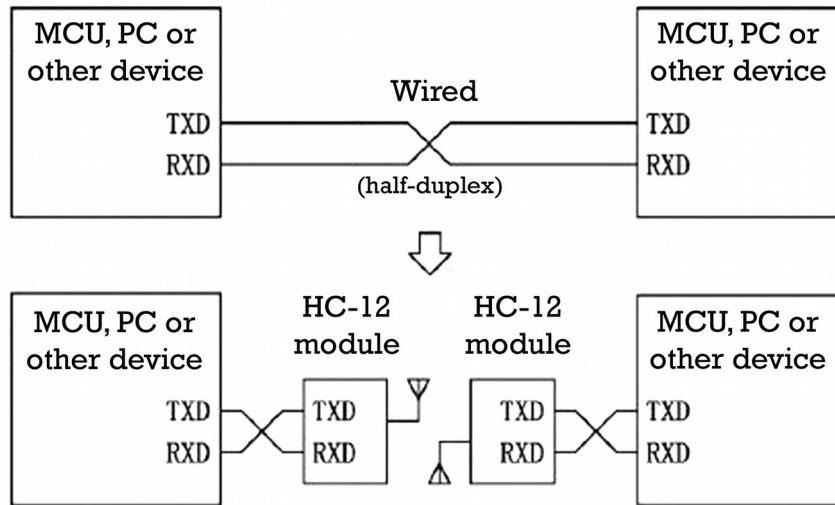 MCU, PC or
other device
TXD
RXD
Wired
(half-duplex)
MCU, PC or
other device
TXD
RXD
MCU, PC or
other device
TXD
RXD
HC-12
module
TXD
RXD
HC-12
module
TXD
RXD
MCU, PC or
other device
TXD
RXD